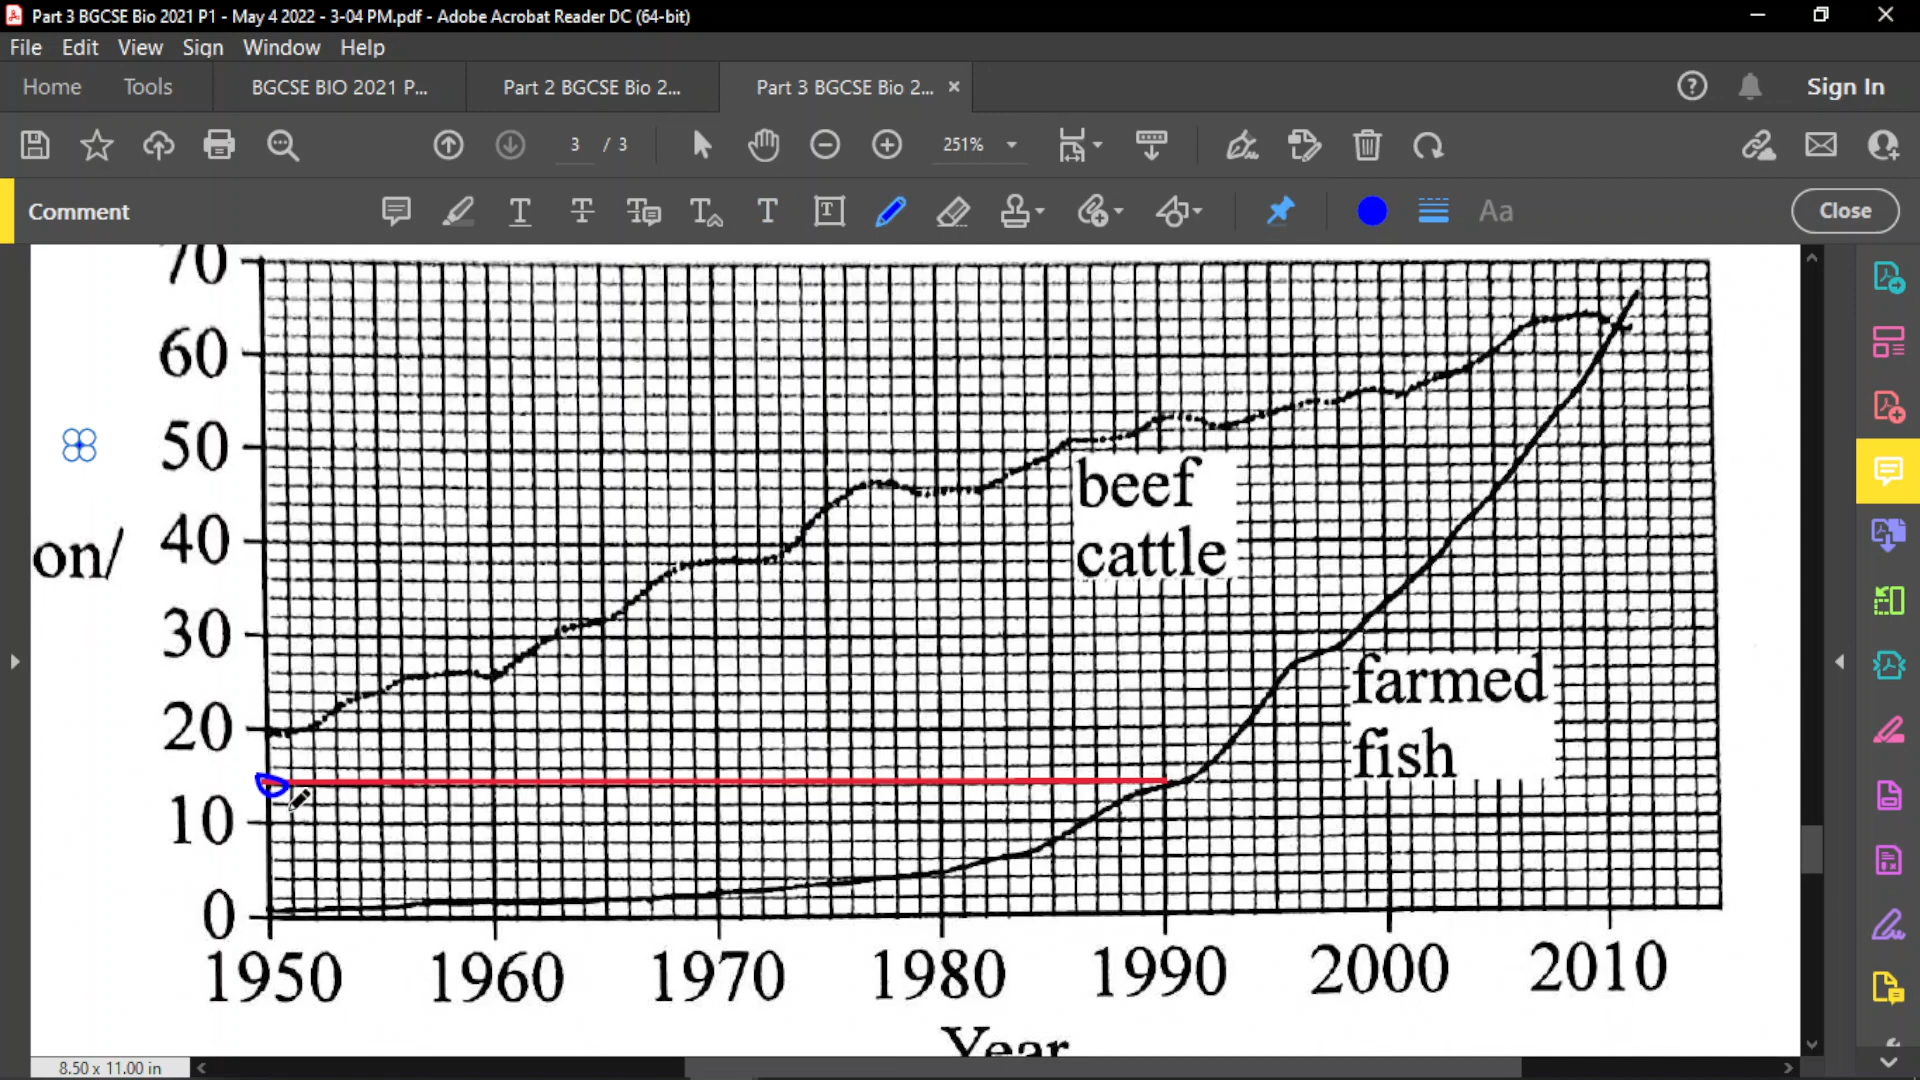 Part 3 BGCSE Bio 2021 P1 - May 4 2022 - 3-04 PM.pdf - Adobe Acrobat Reader DC (64-bit)
File Edit View Sign Window Help
Home Tools BGCSE BIO 2021 P... Part 2 BGCSE Bio 2... Part 3 BGCSE Bio 2... Sign In
3 / 3 251%
Comment Aa Close
70
60
50
on/ 40
30
20
10
0
beef
cattle
farmed
fish
1950 1960 1970 1980 1990 2000 2010
Year
8.50 x 11.00 in